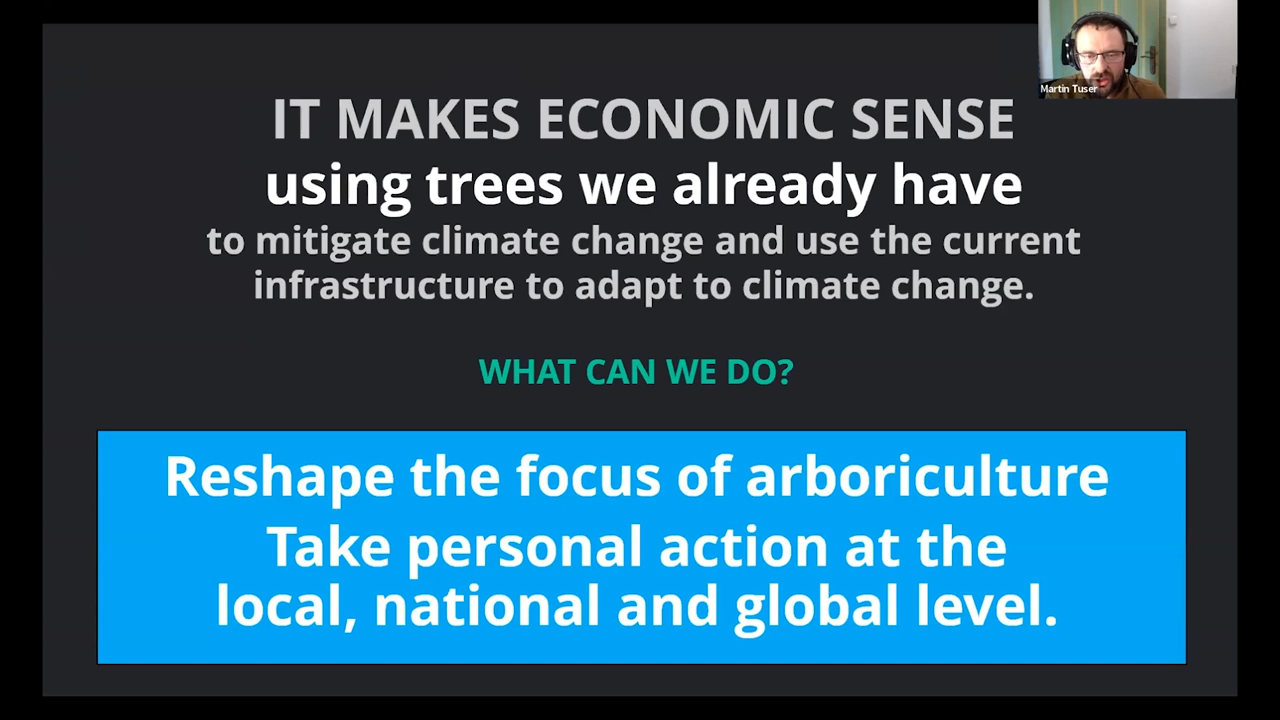 Martin Tuser
IT MAKES ECONOMIC SENSE
using trees we already have
to mitigate climate change and use the current
infrastructure to adapt to climate change.
WHAT CAN WE DO?
Reshape the focus of arboriculture
Take personal action at the
local, national and global level.